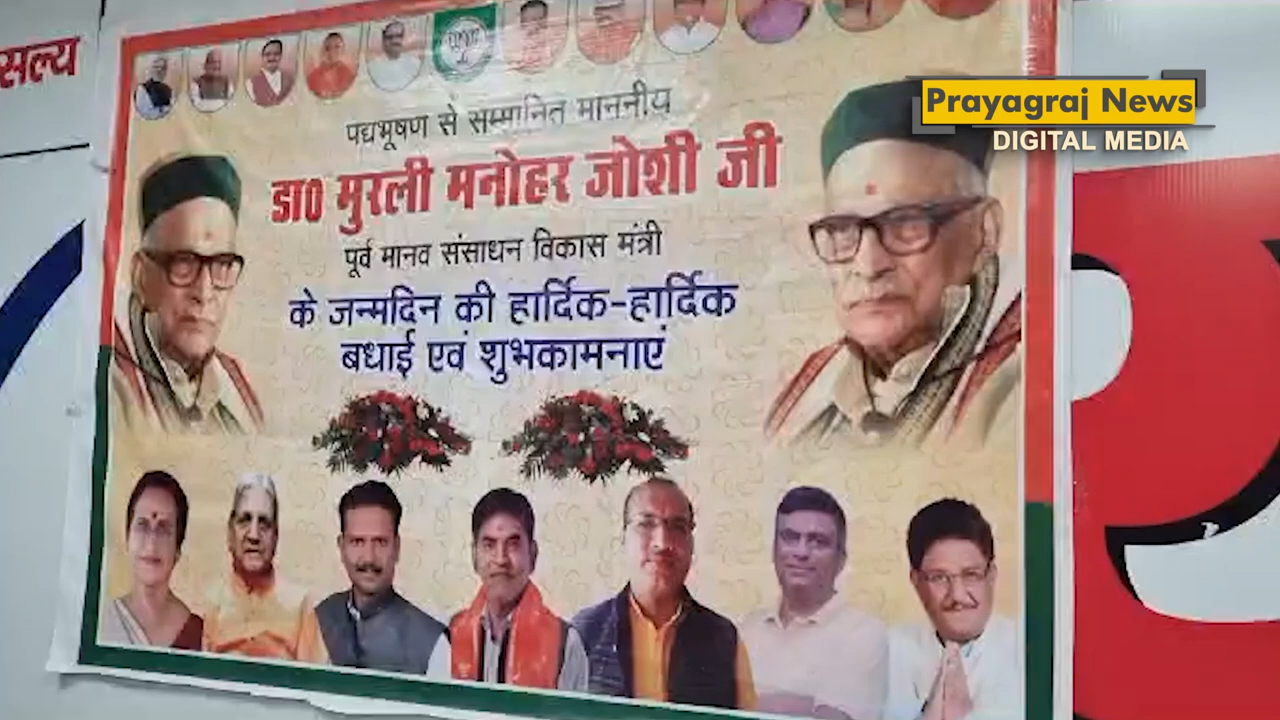 सल्य
Prayagraj News
DIGITAL MEDIA
पद्मभूषण से सम्मानित माननीय
डा0 मुरली मनोहर जोशी जी
पूर्व मानव संसाधन विकास मंत्री
के जन्मदिन की हार्दिक-हार्दिक
बधाई एवं शुभकामनाएं